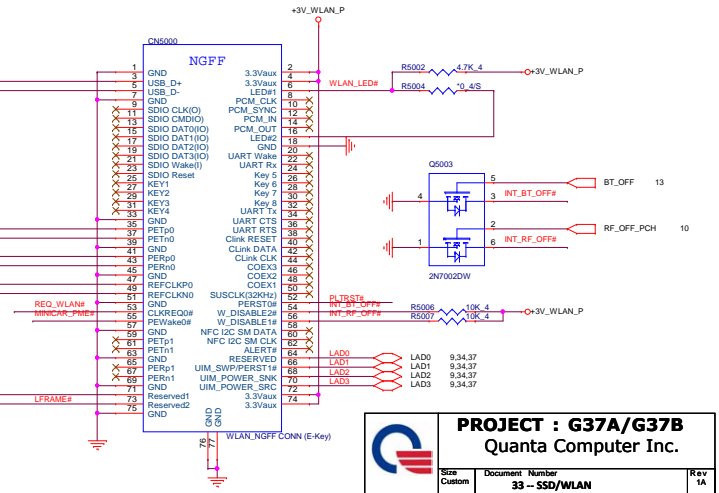 +3V_WLAN_P
CN5000
NGFF
1 GND 3.3Vaux 2
3 USB_D+ 3.3Vaux 4
5 USB_D- LED#1 6 WLAN_LED#
7 GND PCM_CLK 8
9 SDIO CLK(O) PCM_SYNC 10
11 SDIO CMDIO) PCM_IN 12
13 SDIO DAT0(IO) PCM_OUT 14
15 SDIO DAT1(IO) LED#2 16
17 SDIO DAT2(IO) GND 18
19 SDIO DAT3(IO) UART Wake 20
21 SDIO Wake(I) UART Rx 22
23 SDIO Reset Key 5 24
25 KEY1 Key 6 26
27 KEY2 Key 7 28
29 KEY3 Key 8 30
31 KEY4 UART Tx 32
33 GND UART CTS 34
35 PETp0 UART RTS 36
37 PETn0 Clink RESET 38
39 GND CLink DATA 40
41 PERp0 CLink CLK 42
43 PERn0 COEX3 44
45 GND COEX2 46
47 REFCLKP0 COEX1 48
49 REFCLKN0 SUSCLK(32KHz) 50
51 GND PERST0# 52 PLTRST#
REQ_WLAN# 53 CLKREQ0# W_DISABLE2# 54 INT_BT_OFF#
MINICAR_PME# 55 PEWake0# W_DISABLE1# 56 INT_RF_OFF#
57 GND NFC I2C SM DATA 58
59 PETp1 NFC I2C SM CLK 60
61 PETn1 ALERT# 62
63 GND RESERVED 64 LAD0
65 PERp1 UIM_SWP/PERST1# 66 LAD1
67 PERn1 UIM_POWER_SNK 68 LAD2
69 GND UIM_POWER_SRC 70 LAD3
71 Reserved1 3.3Vaux 72
LFRAME# 73 Reserved2 3.3Vaux 74
75 GND
GND GND
76 77
WLAN_NGFF CONN (E-Key)
R5002 4.7K_4 +3V_WLAN_P
R5004 *0_4/S
Q5003
5 BT_OFF 13
4 3 INT_BT_OFF#
2 RF_OFF_PCH 10
1 6 INT_RF_OFF#
2N7002DW
R5006 10K_4 +3V_WLAN_P
R5007 10K_4
LAD0 9,34,37
LAD1 9,34,37
LAD2 9,34,37
LAD3 9,34,37
PROJECT : G37A/G37B
Quanta Computer Inc.
Size Document Number Rev
Custom 33 -- SSD/WLAN 1A